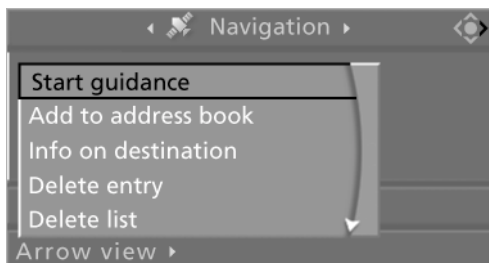 Navigation
Start guidance
Add to address book
Info on destination
Delete entry
Delete list
Arrow view